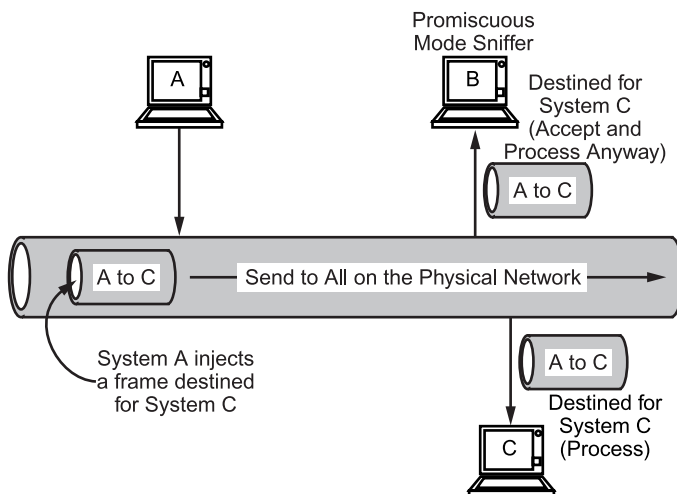 Promiscuous
Mode Sniffer
A
B
Destined for
System C
(Accept and
Process Anyway)
A to C
A to C
Send to All on the Physical Network
System A injects
a frame destined
for System C
A to C
Destined for
System C
(Process)
C